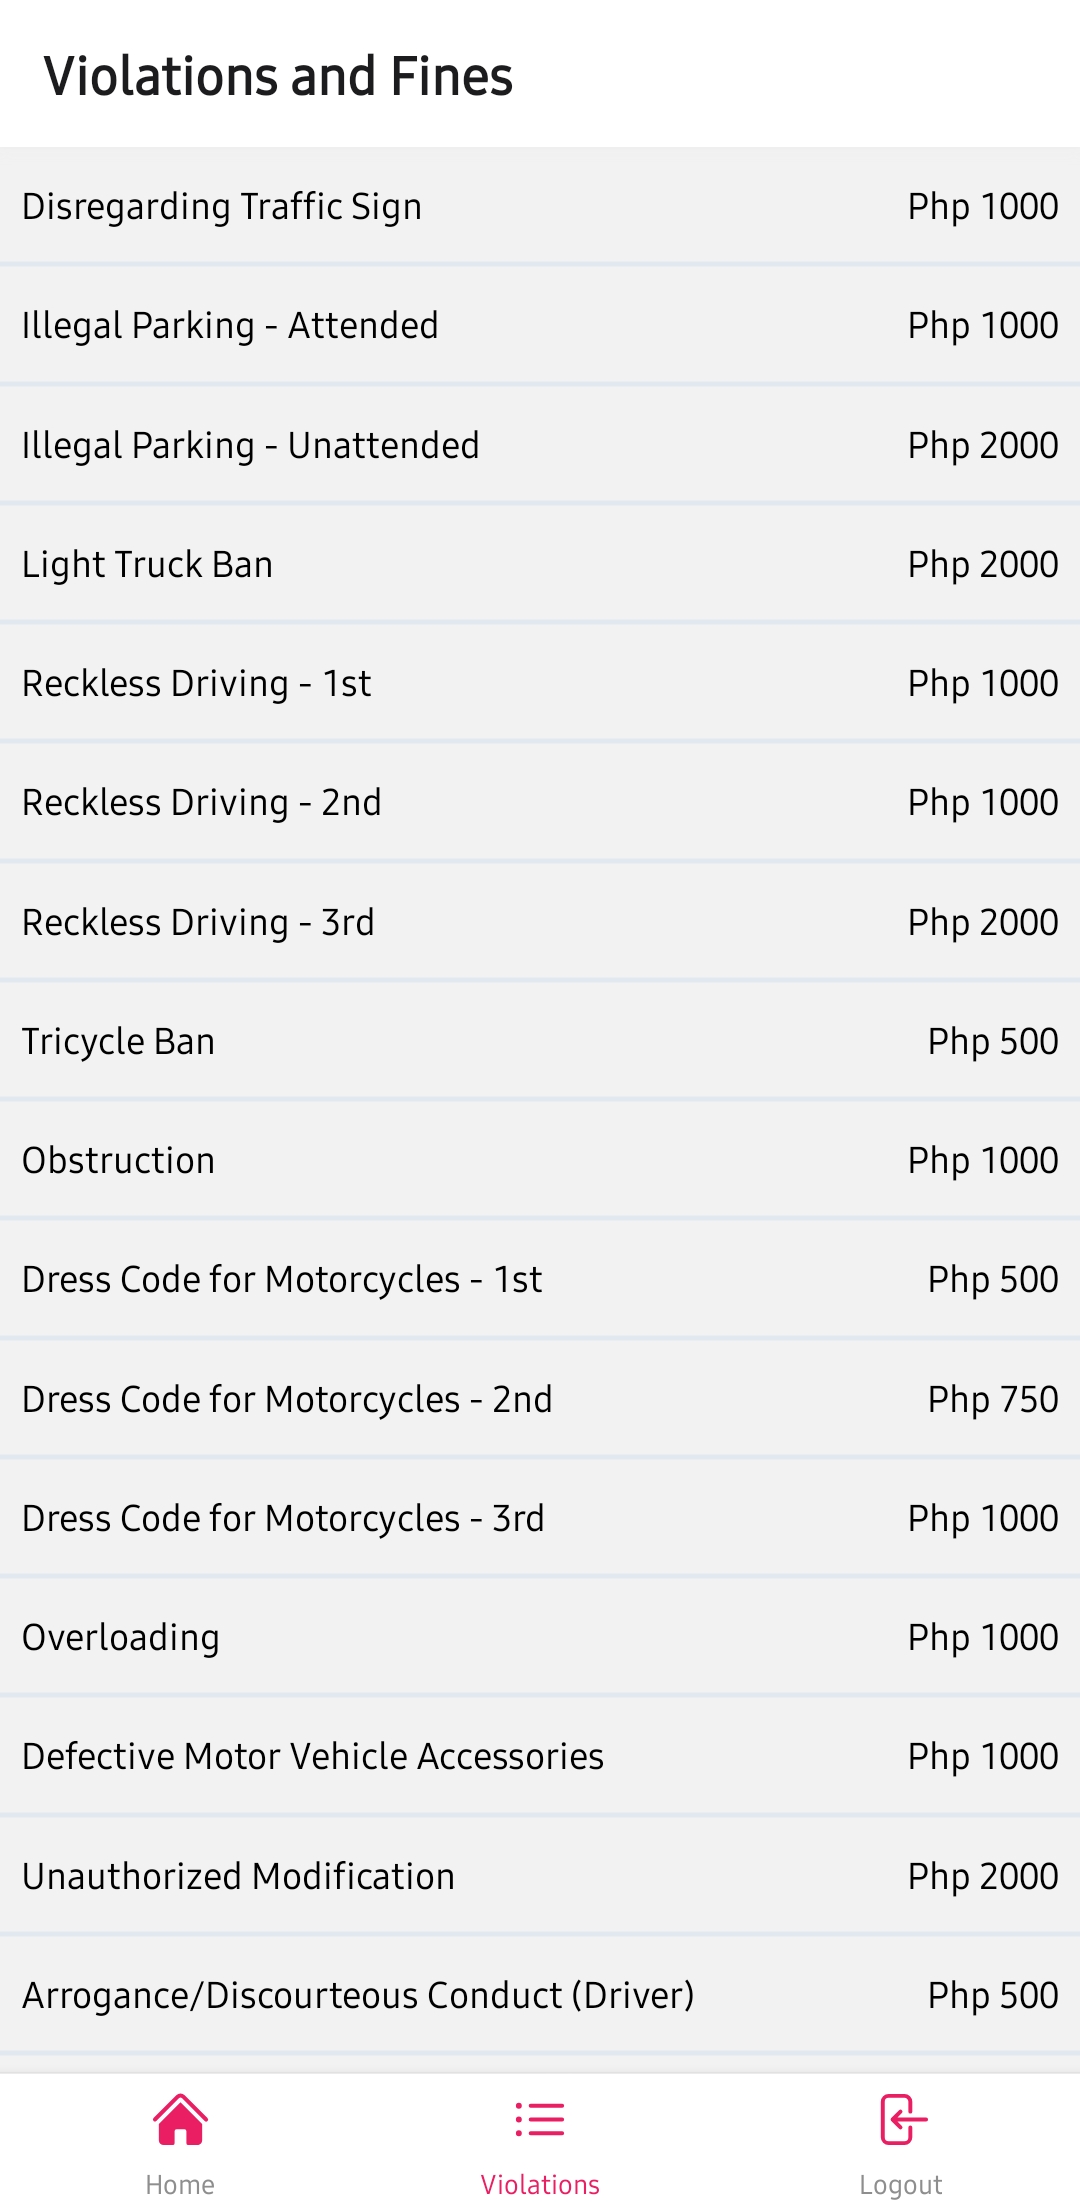 Violations and Fines
Disregarding Traffic Sign Php 1000
Illegal Parking - Attended Php 1000
Illegal Parking - Unattended Php 2000
Light Truck Ban Php 2000
Reckless Driving - 1st Php 1000
Reckless Driving - 2nd Php 1000
Reckless Driving - 3rd Php 2000
Tricycle Ban Php 500
Obstruction Php 1000
Dress Code for Motorcycles - 1st Php 500
Dress Code for Motorcycles - 2nd Php 750
Dress Code for Motorcycles - 3rd Php 1000
Overloading Php 1000
Defective Motor Vehicle Accessories Php 1000
Unauthorized Modification Php 2000
Arrogance/Discourteous Conduct (Driver) Php 500
Home Violations Logout